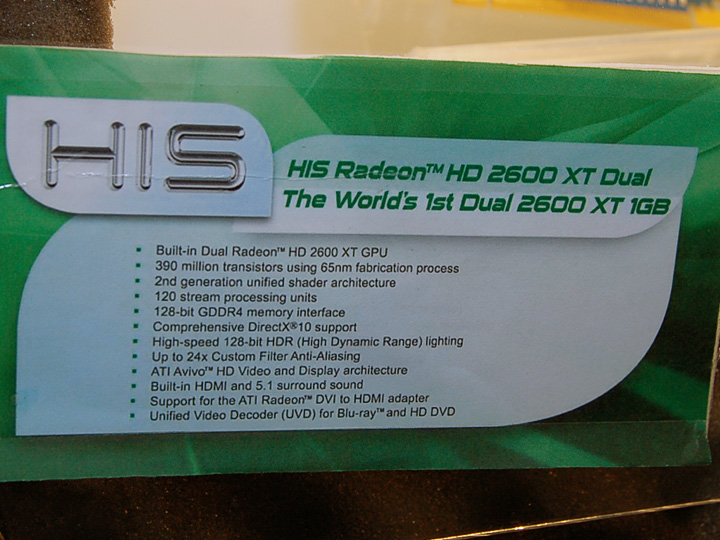 HIS
HIS Radeon™ HD 2600 XT Dual
The World's 1st Dual 2600 XT 1GB
▪ Built-in Dual Radeon™ HD 2600 XT GPU
▪ 390 million transistors using 65nm fabrication process
▪ 2nd generation unified shader architecture
▪ 120 stream processing units
▪ 128-bit GDDR4 memory interface
▪ Comprehensive DirectX®10 support
▪ High-speed 128-bit HDR (High Dynamic Range) lighting
▪ Up to 24x Custom Filter Anti-Aliasing
▪ ATI Avivo™ HD Video and Display architecture
▪ Built-in HDMI and 5.1 surround sound
▪ Support for the ATI Radeon™ DVI to HDMI adapter
▪ Unified Video Decoder (UVD) for Blu-ray™ and HD DVD